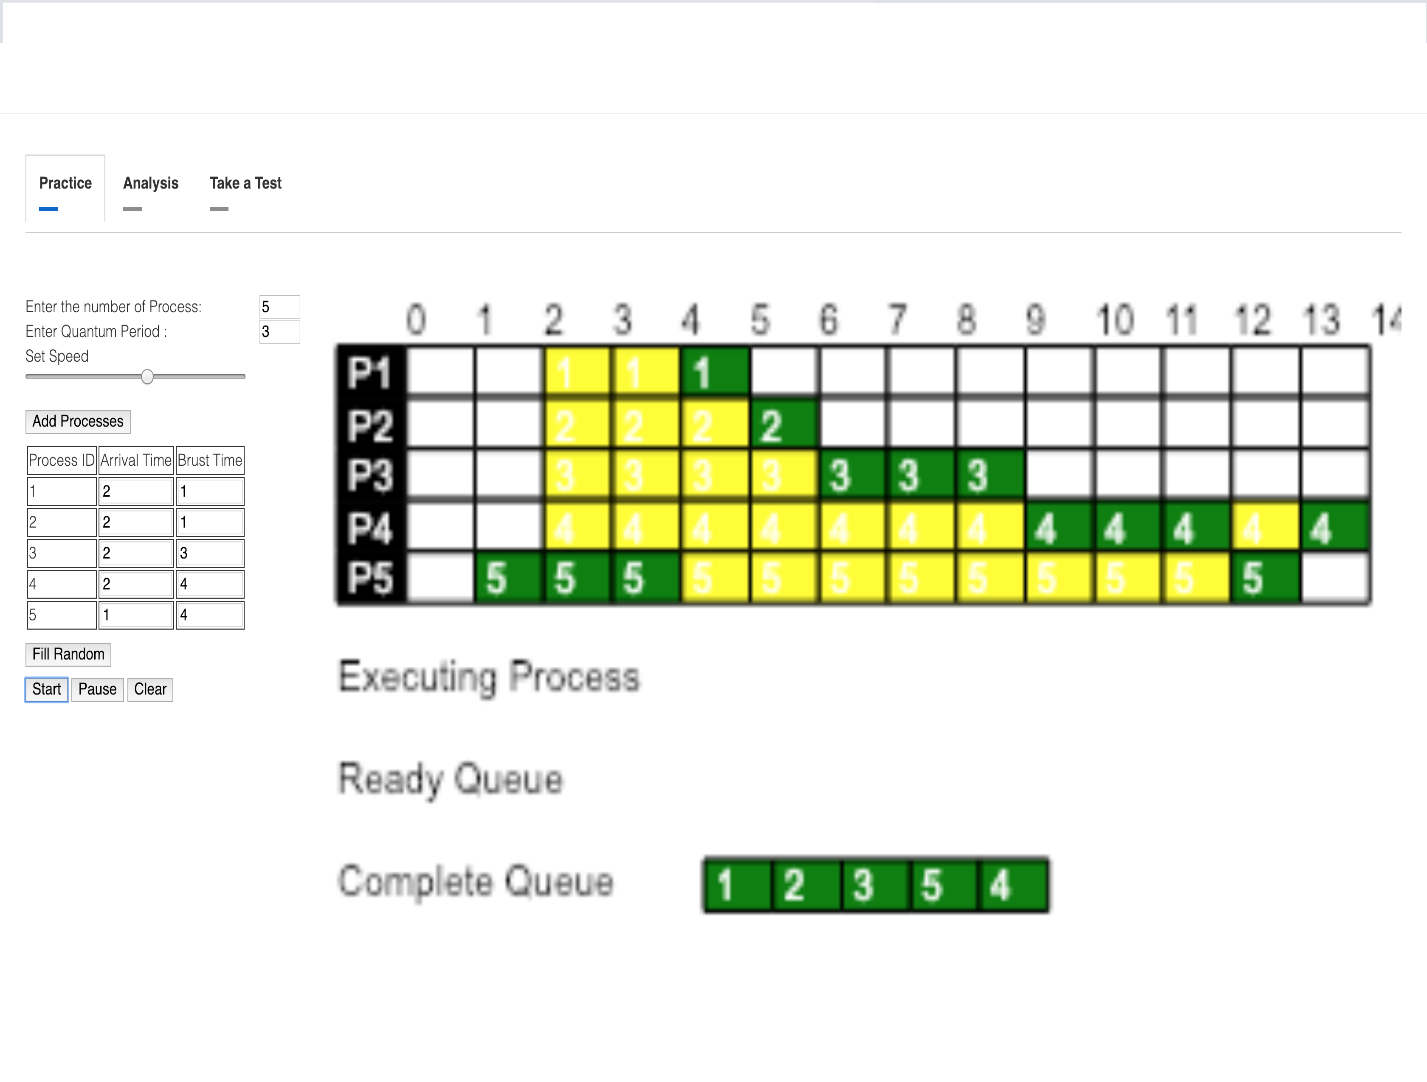 Practice Analysis Take a Test
Enter the number of Process: 5
Enter Quantum Period : 3
Set Speed
Add Processes
Process ID Arrival Time Brust Time
1 2 1
2 2 1
3 2 3
4 2 4
5 1 4
Fill Random
Start Pause Clear
0 1 2 3 4 5 6 7 8 9 10 11 12 13 14
P1 1 1 1
P2 2 2 2 2
P3 3 3 3 3 3 3 3
P4 4 4 4 4 4 4 4 4 4 4 4 4
P5 5 5 5 5 5 5 5 5 5 5 5 5
Executing Process
Ready Queue
Complete Queue 1 2 3 5 4